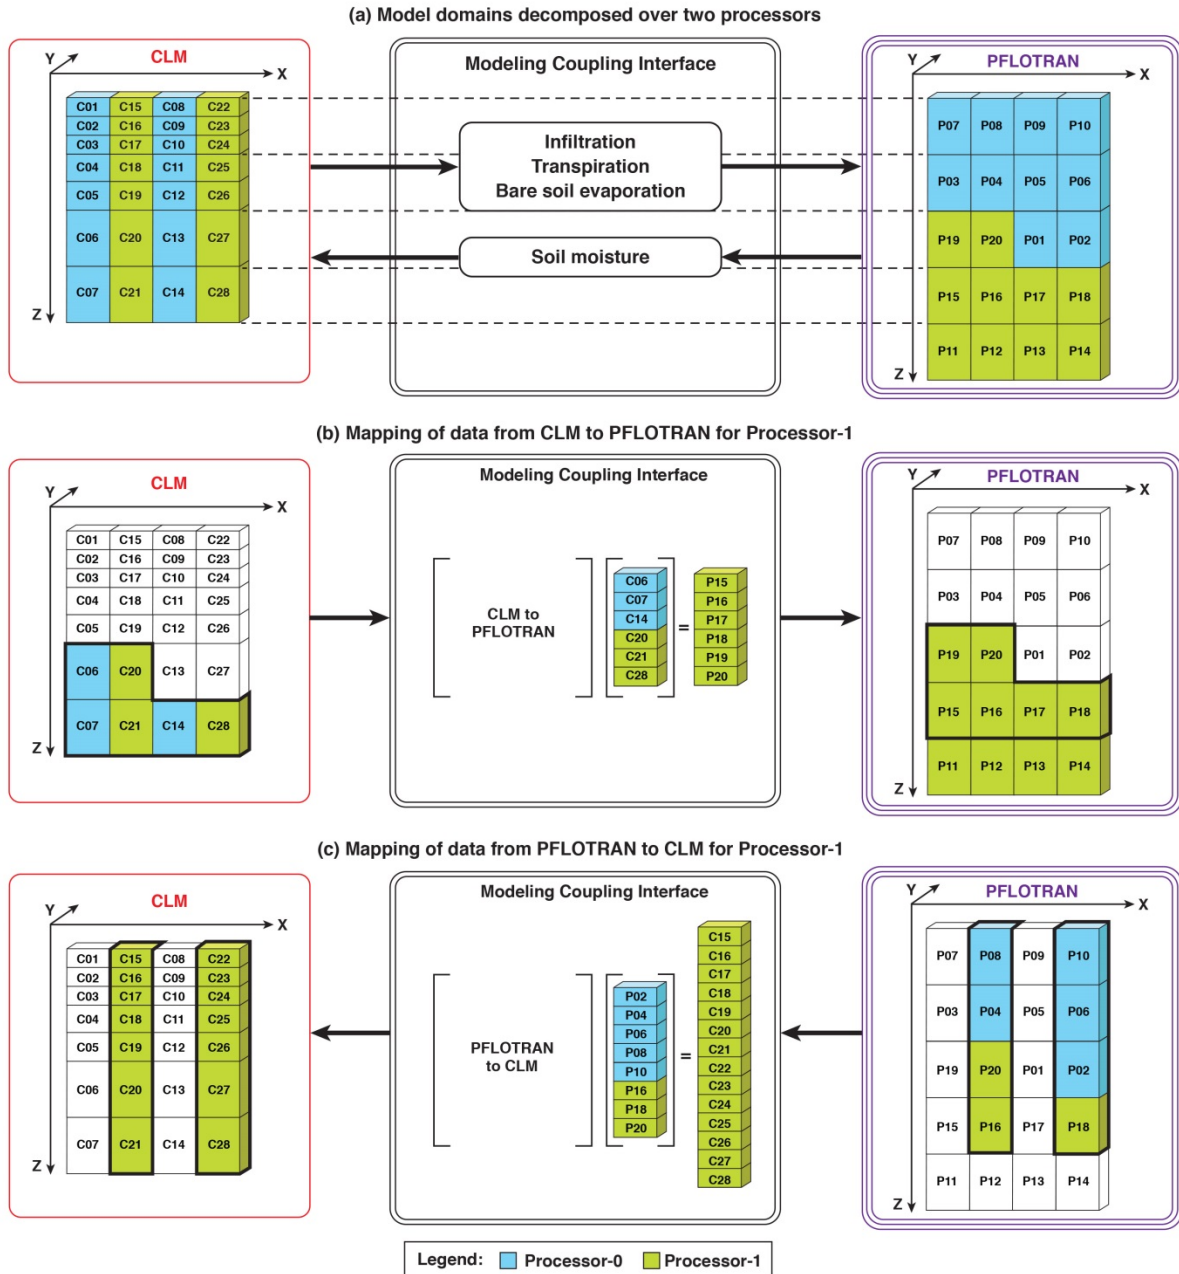 (a) Model domains decomposed over two processors
CLM
Modeling Coupling Interface
PFLOTRAN
Y
X
Z
C01 C15 C08 C22
C02 C16 C09 C23
C03 C17 C10 C24
C04 C18 C11 C25
C05 C19 C12 C26
C06 C20 C13 C27
C07 C21 C14 C28
Infiltration
Transpiration
Bare soil evaporation
Soil moisture
Y
X
Z
P07 P08 P09 P10
P03 P04 P05 P06
P19 P20 P01 P02
P15 P16 P17 P18
P11 P12 P13 P14
(b) Mapping of data from CLM to PFLOTRAN for Processor-1
CLM
Modeling Coupling Interface
PFLOTRAN
Y
X
Z
C01 C15 C08 C22
C02 C16 C09 C23
C03 C17 C10 C24
C04 C18 C11 C25
C05 C19 C12 C26
C06 C20 C13 C27
C07 C21 C14 C28
CLM to
PFLOTRAN
C06
C07
C14
C20
C21
C28
=
P15
P16
P17
P18
P19
P20
Y
X
Z
P07 P08 P09 P10
P03 P04 P05 P06
P19 P20 P01 P02
P15 P16 P17 P18
P11 P12 P13 P14
(c) Mapping of data from PFLOTRAN to CLM for Processor-1
CLM
Modeling Coupling Interface
PFLOTRAN
Y
X
Z
C01 C15 C08 C22
C02 C16 C09 C23
C03 C17 C10 C24
C04 C18 C11 C25
C05 C19 C12 C26
C06 C20 C13 C27
C07 C21 C14 C28
PFLOTRAN
to CLM
P02
P04
P06
P08
P10
P16
P18
P20
=
C15
C16
C17
C18
C19
C20
C21
C22
C23
C24
C25
C26
C27
C28
Y
X
Z
P07 P08 P09 P10
P03 P04 P05 P06
P19 P20 P01 P02
P15 P16 P17 P18
P11 P12 P13 P14
Legend: Processor-0 Processor-1